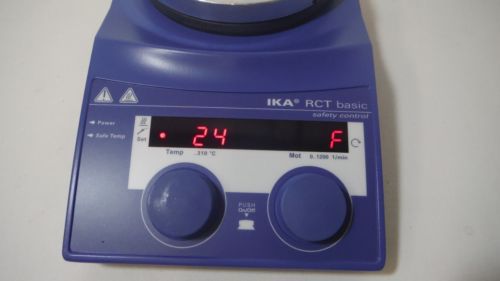 IKA® RCT basic
safety control
Power
Safe Temp
Set
24 F
Temp ..310 °C Mot 0..1200 1/min
PUSH
On/Off